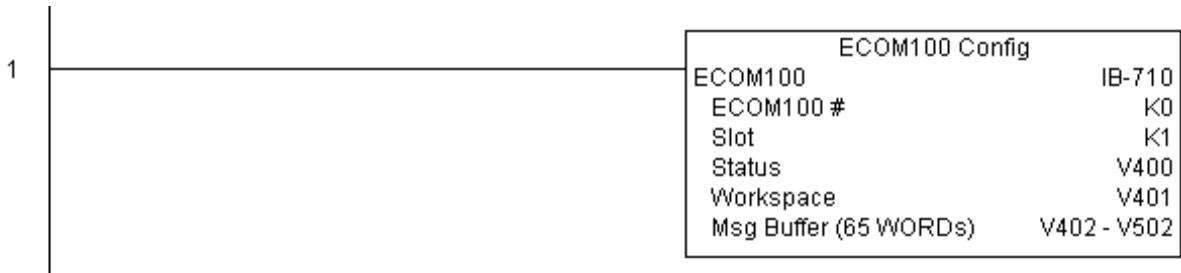 1
ECOM100 Config
ECOM100 IB-710
ECOM100 # K0
Slot K1
Status V400
Workspace V401
Msg Buffer (65 WORDs) V402 - V502